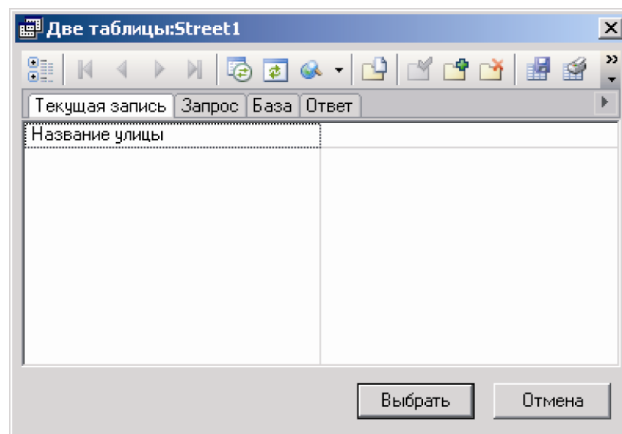 Две таблицы:Street1
Текущая запись Запрос База Ответ
Название улицы
Выбрать Отмена